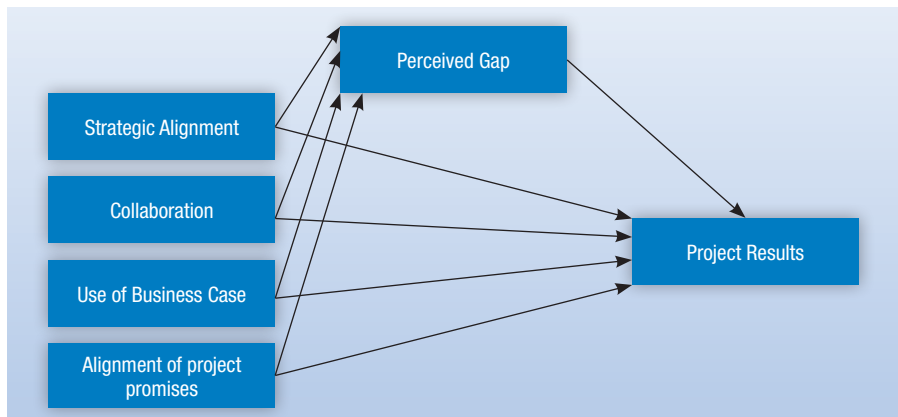 Perceived Gap
Strategic Alignment
Collaboration
Project Results
Use of Business Case
Alignment of project
promises